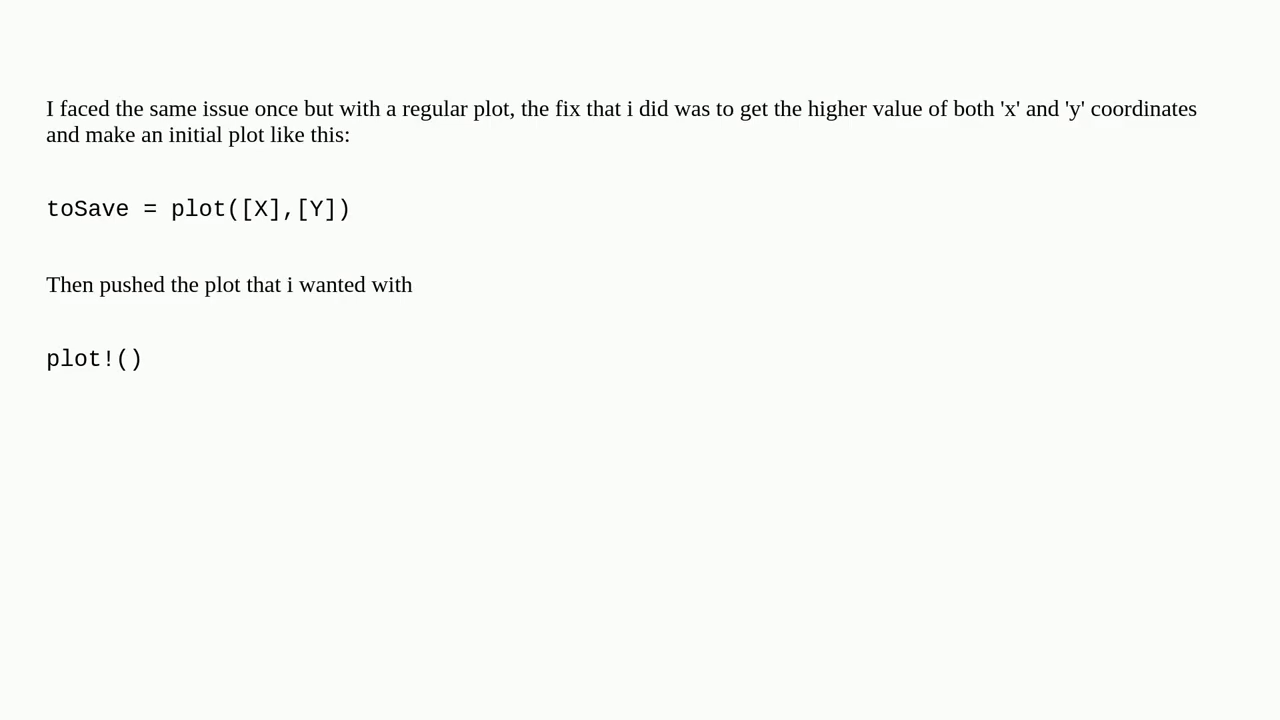 I faced the same issue once but with a regular plot, the fix that i did was to get the higher value of both 'x' and 'y' coordinates
and make an initial plot like this:
toSave = plot([X],[Y])
Then pushed the plot that i wanted with
plot!()